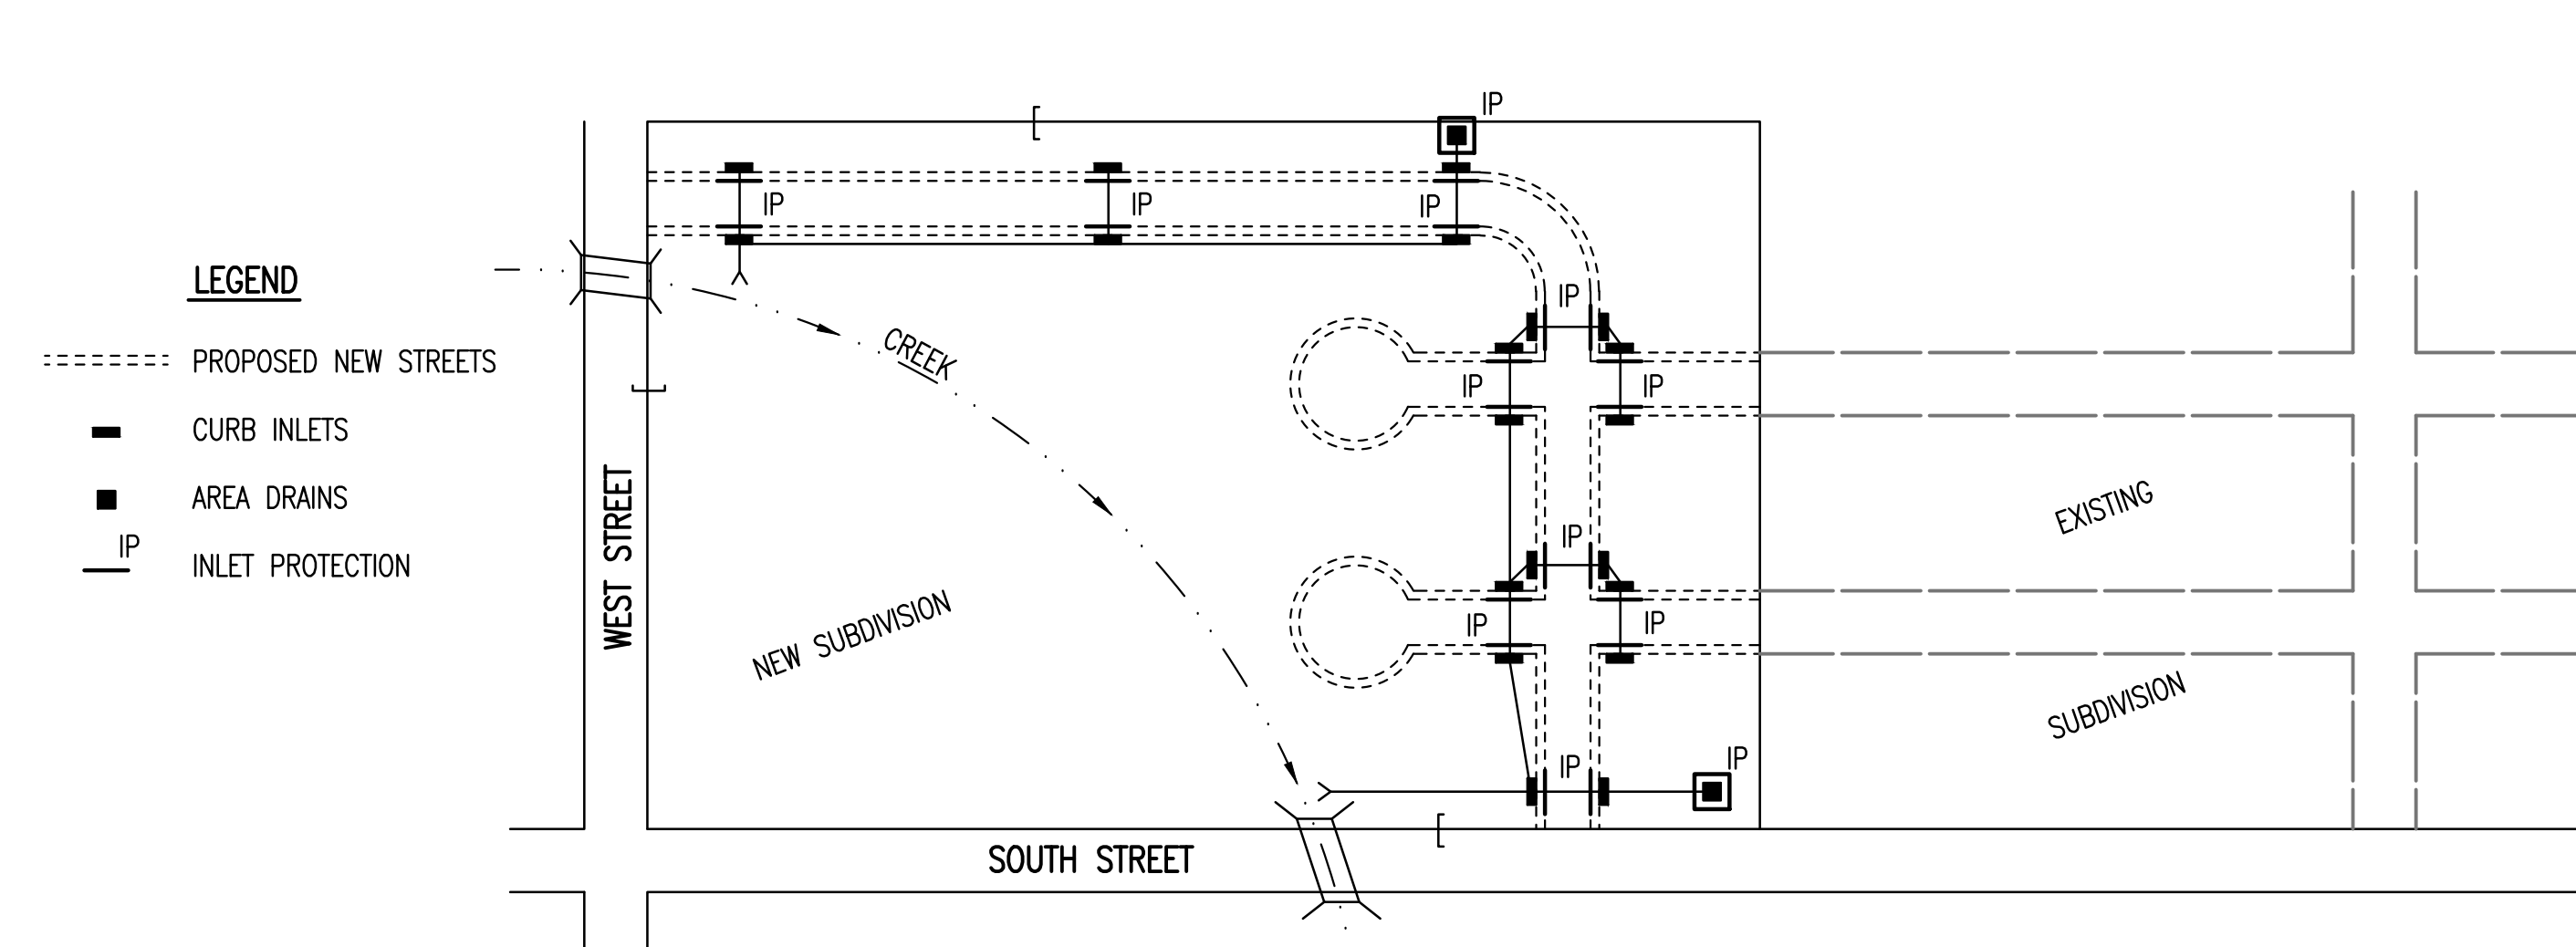 IP
IP
IP
IP
LEGEND
IP
CREEK
PROPOSED NEW STREETS
IP
IP
CURB INLETS
AREA DRAINS
EXISTING
IP
IP
INLET PROTECTION
WEST STREET
NEW SUBDIVISION
IP
IP
SUBDIVISION
IP
IP
SOUTH STREET